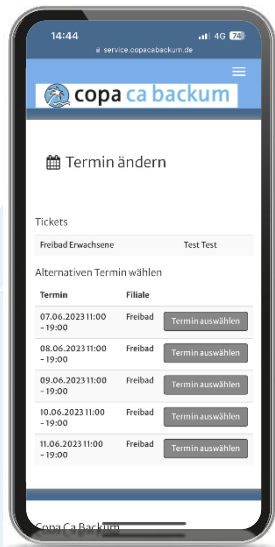 14:44 4G 74
service.copacabackum.de
copa ca backum
Termin ändern
Tickets
Freibad Erwachsene Test Test
Alternativen Termin wählen
Termin Filiale
07.06.2023 11:00 Freibad Termin auswählen
- 19:00
08.06.2023 11:00 Freibad Termin auswählen
- 19:00
09.06.2023 11:00 Freibad Termin auswählen
- 19:00
10.06.2023 11:00 Freibad Termin auswählen
- 19:00
11.06.2023 11:00 Freibad Termin auswählen
- 19:00
Copa Ca Backum